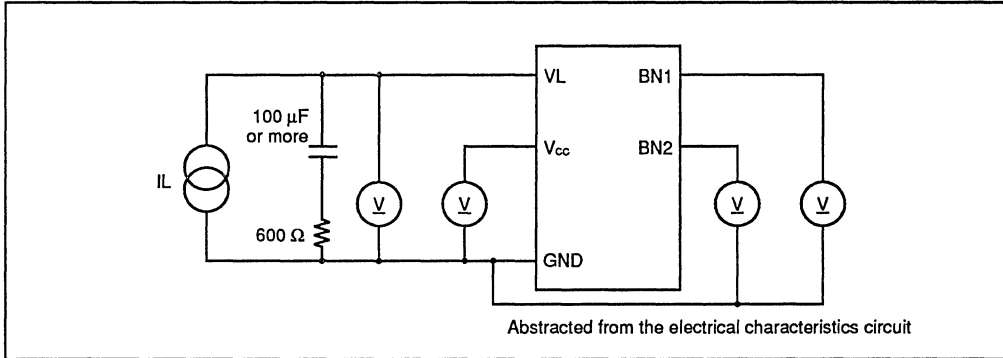 VL
BN1
100 µF
or more
Vcc
BN2
IL
V
V
V
V
600 Ω
GND
Abstracted from the electrical characteristics circuit